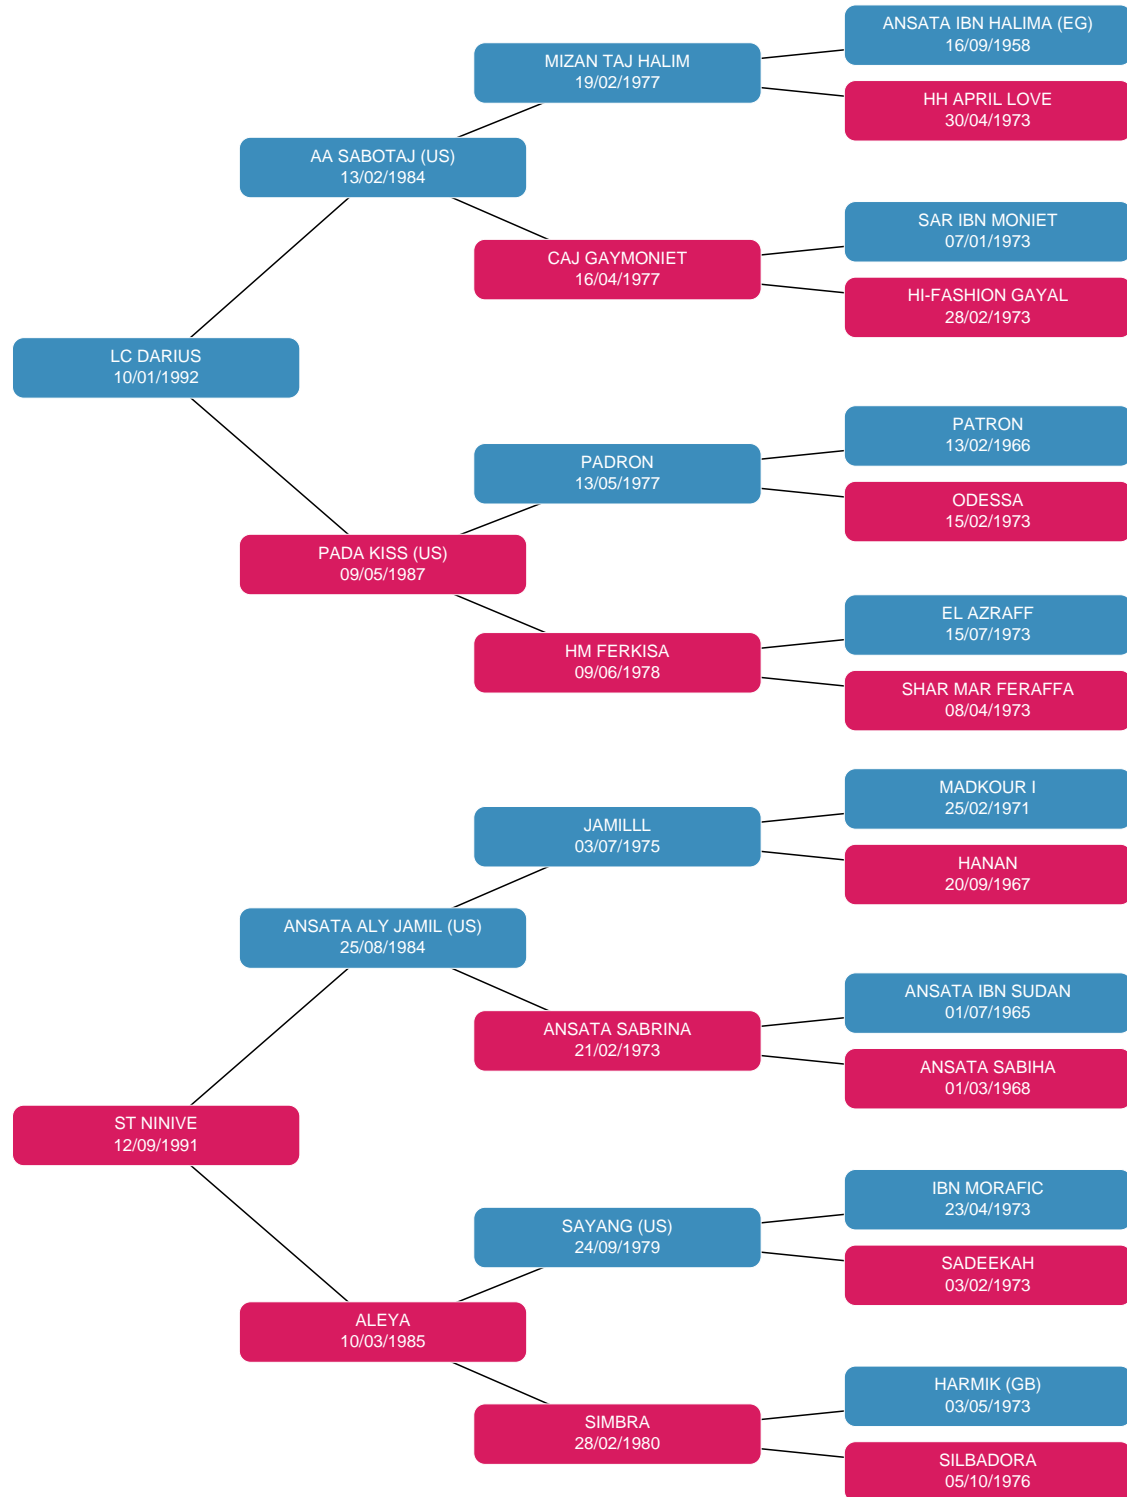 ANSATA IBN HALIMA (EG)
16/09/1958
MIZAN TAJ HALIM
19/02/1977
HH APRIL LOVE
30/04/1973
AA SABOTAJ (US)
13/02/1984
SAR IBN MONIET
07/01/1973
CAJ GAYMONIET
16/04/1977
HI-FASHION GAYAL
28/02/1973
LC DARIUS
10/01/1992
PATRON
13/02/1966
PADRON
13/05/1977
ODESSA
15/02/1973
PADA KISS (US)
09/05/1987
EL AZRAFF
15/07/1973
HM FERKISA
09/06/1978
SHAR MAR FERAFFA
08/04/1973
MADKOUR I
25/02/1971
JAMILLL
03/07/1975
HANAN
20/09/1967
ANSATA ALY JAMIL (US)
25/08/1984
ANSATA IBN SUDAN
01/07/1965
ANSATA SABRINA
21/02/1973
ANSATA SABIHA
01/03/1968
ST NINIVE
12/09/1991
IBN MORAFIC
23/04/1973
SAYANG (US)
24/09/1979
SADEEKAH
03/02/1973
ALEYA
10/03/1985
HARMIK (GB)
03/05/1973
SIMBRA
28/02/1980
SILBADORA
05/10/1976